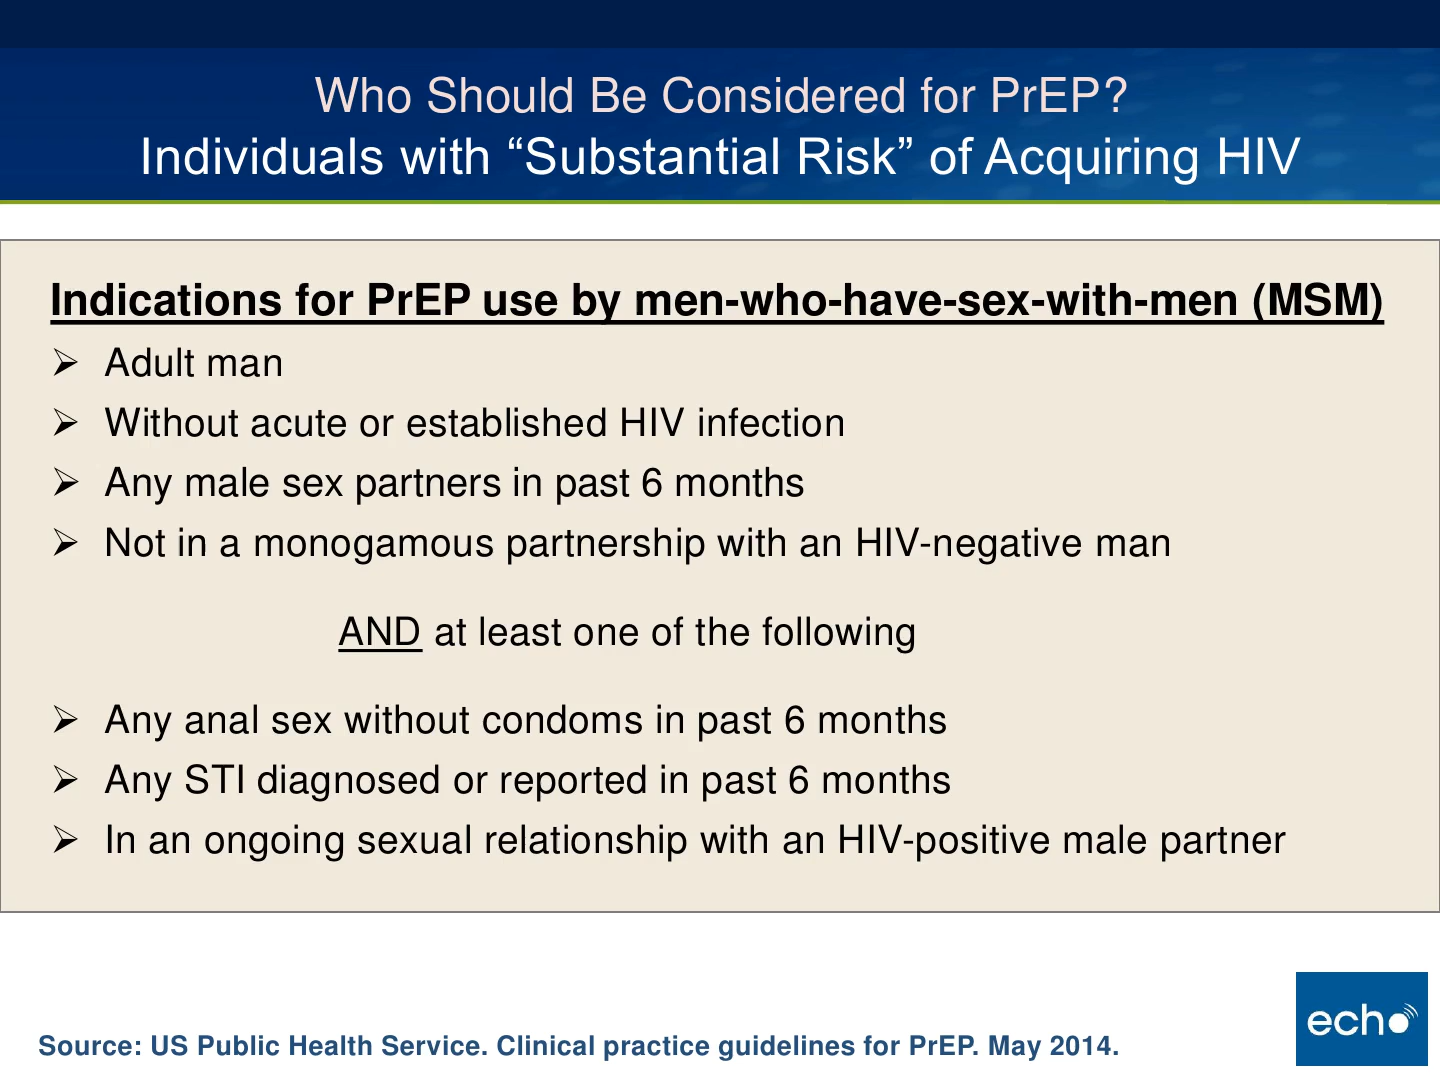 Who Should Be Considered for PrEP?
Individuals with “Substantial Risk” of Acquiring HIV
Indications for PrEP use by men-who-have-sex-with-men (MSM)
➢ Adult man
➢ Without acute or established HIV infection
➢ Any male sex partners in past 6 months
➢ Not in a monogamous partnership with an HIV-negative man
AND at least one of the following
➢ Any anal sex without condoms in past 6 months
➢ Any STI diagnosed or reported in past 6 months
➢ In an ongoing sexual relationship with an HIV-positive male partner
echo
Source: US Public Health Service. Clinical practice guidelines for PrEP. May 2014.